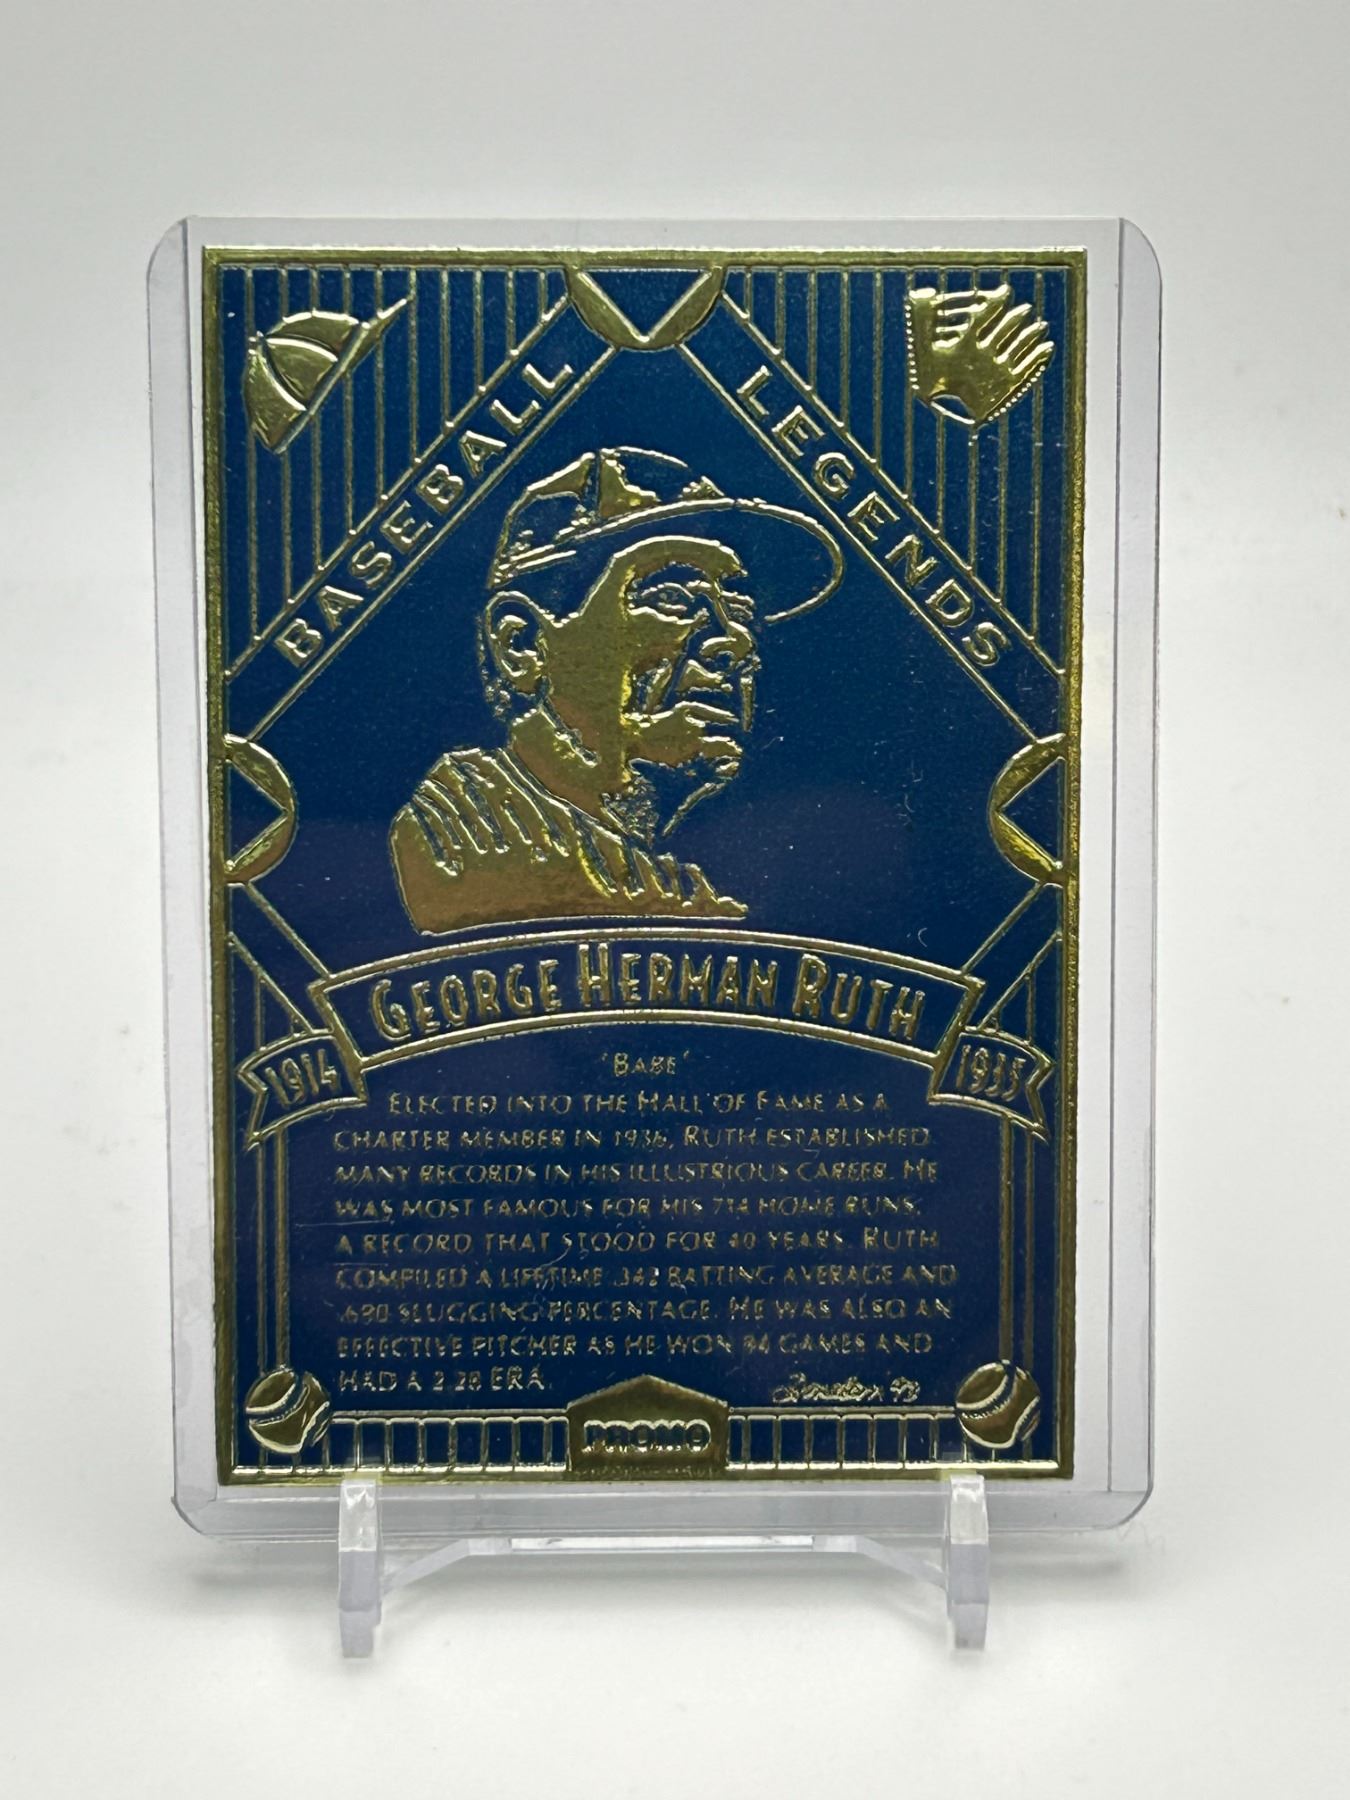 BASEBALL LEGENDS
GEORGE HERMAN RUTH
1914 1935
'BABE'
ELECTED INTO THE HALL OF FAME AS A
CHARTER MEMBER IN 1936, RUTH ESTABLISHED
MANY RECORDS IN HIS ILLUSTRIOUS CAREER. HE
WAS MOST FAMOUS FOR HIS 714 HOME RUNS,
A RECORD THAT STOOD FOR 40 YEARS. RUTH
COMPILED A LIFETIME .342 BATTING AVERAGE AND
.690 SLUGGING PERCENTAGE. HE WAS ALSO AN
EFFECTIVE PITCHER AS HE WON 94 GAMES AND
HAD A 2.28 ERA.
PROMO